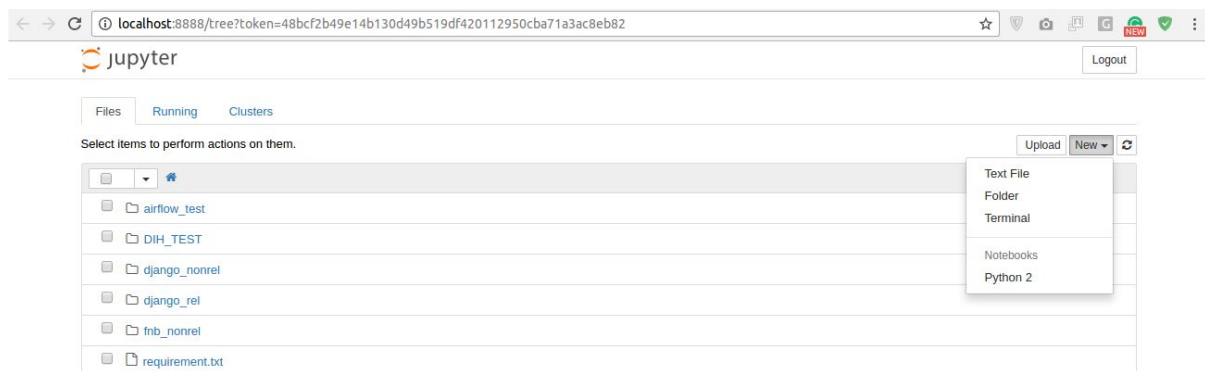 localhost:8888/tree?token=48bcf2b49e14b130d49b519df420112950cba71a3ac8eb82
NEW
jupyter
Logout
Files Running Clusters
Select items to perform actions on them.
Upload New
Text File
Folder
Terminal
Notebooks
Python 2
airflow_test
DIH_TEST
django_nonrel
django_rel
fnb_nonrel
requirement.txt